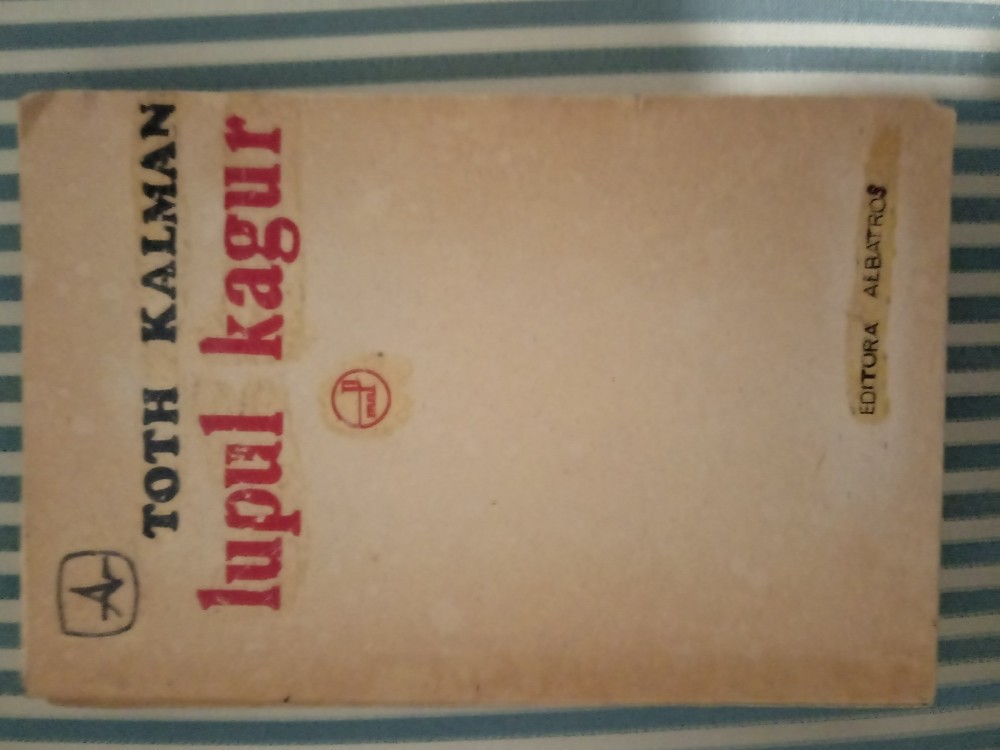 A
TOTH KALMAN
lupul kagur
EDITURA ALBATROS